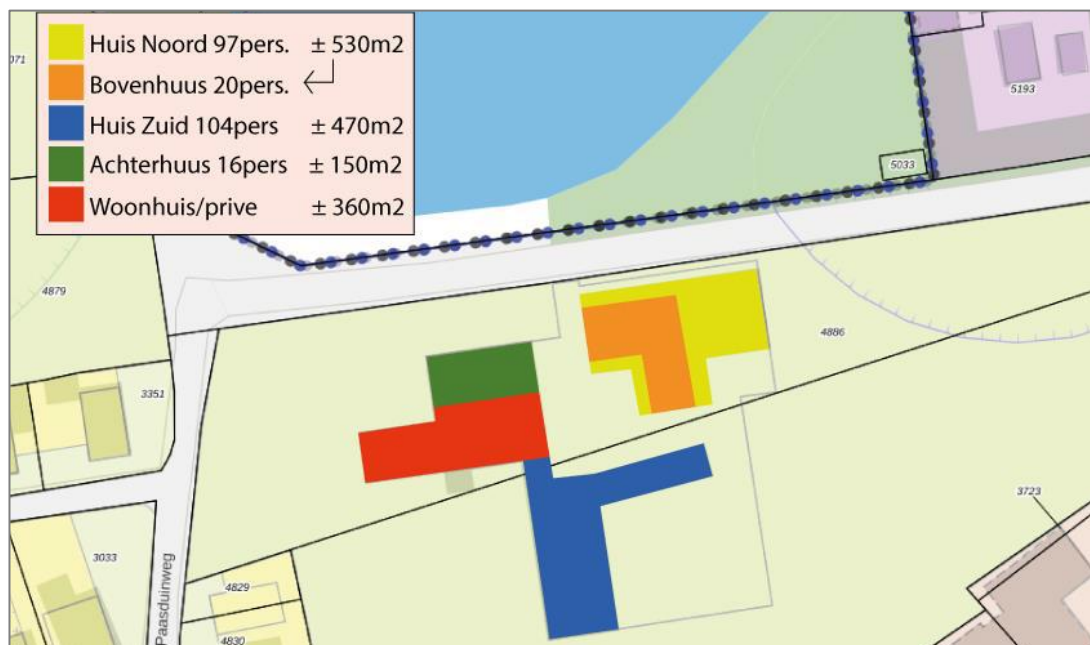 Huis Noord 97pers. ± 530m2
Bovenhuus 20pers.
Huis Zuid 104pers ± 470m2
Achterhuus 16pers ± 150m2
Woonhuis/prive ± 360m2
071
5193
5033
4879
4886
3351
3723
3033
Paasduinweg
4829
4830